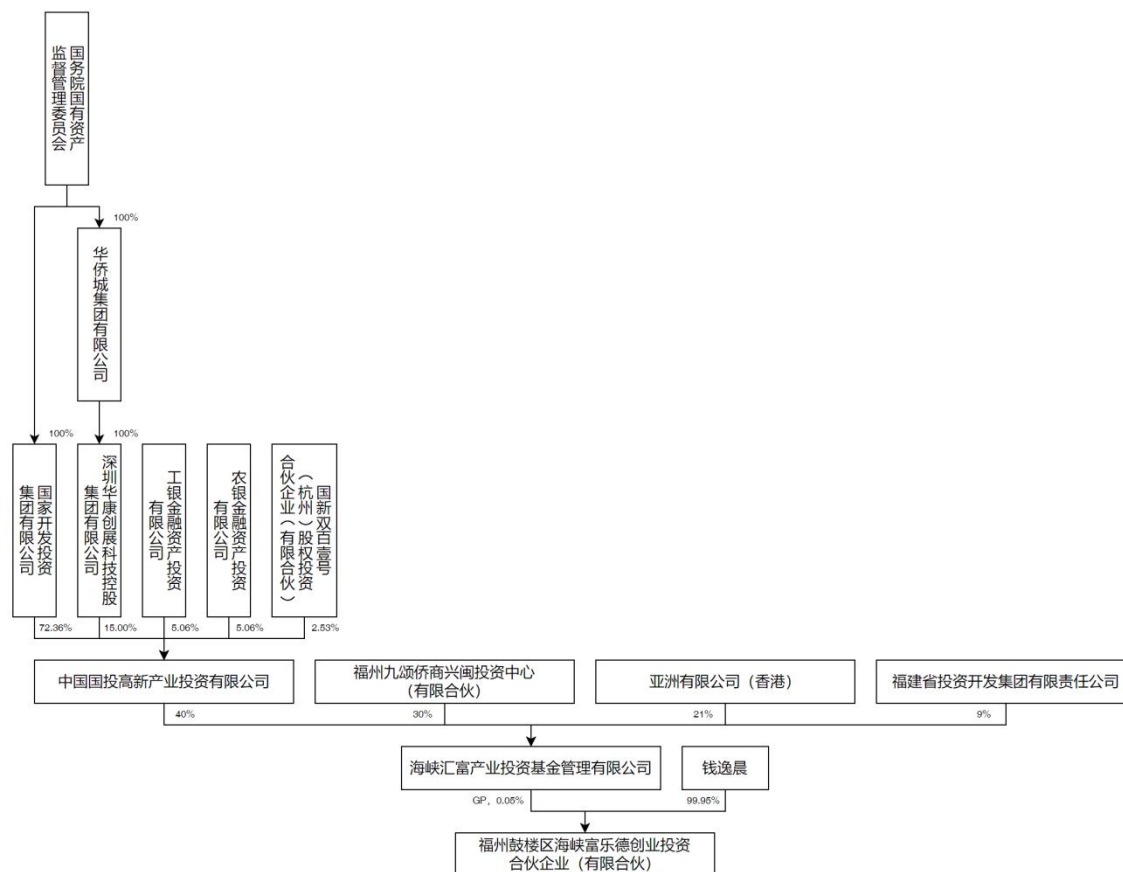 国务院国有资产
监督管理委员会
100%
华侨城集团有限公司
100%
100%
国家开发投资
集团有限公司
深圳华康创展科技控股
集团有限公司
工银金融资产投资
有限公司
农银金融资产投资
有限公司
国新双百壹号
（杭州）股权投资
合伙企业（有限合伙）
72.36%
15.00%
5.06%
5.06%
2.53%
中国国投高新产业投资有限公司
福州九颂侨商兴闽投资中心
（有限合伙）
亚洲有限公司（香港）
福建省投资开发集团有限责任公司
40%
30%
21%
9%
海峡汇富产业投资基金管理有限公司
钱逸晨
GP，0.05%
99.95%
福州鼓楼区海峡富乐德创业投资
合伙企业（有限合伙）